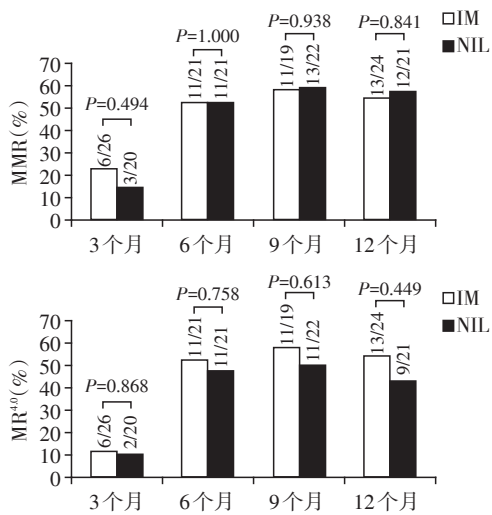 P=1.000
P=0.938
P=0.841
IM
NIL
P=0.494
MMR(%)
70
60
50
40
30
20
10
0
6/26
3/20
11/21
11/21
11/19
13/22
13/24
12/21
3个月
6个月
9个月
12个月
P=0.758
P=0.613
P=0.449
IM
NIL
P=0.868
MR4.0(%)
70
60
50
40
30
20
10
0
6/26
2/20
11/21
11/21
11/19
11/22
13/24
9/21
3个月
6个月
9个月
12个月